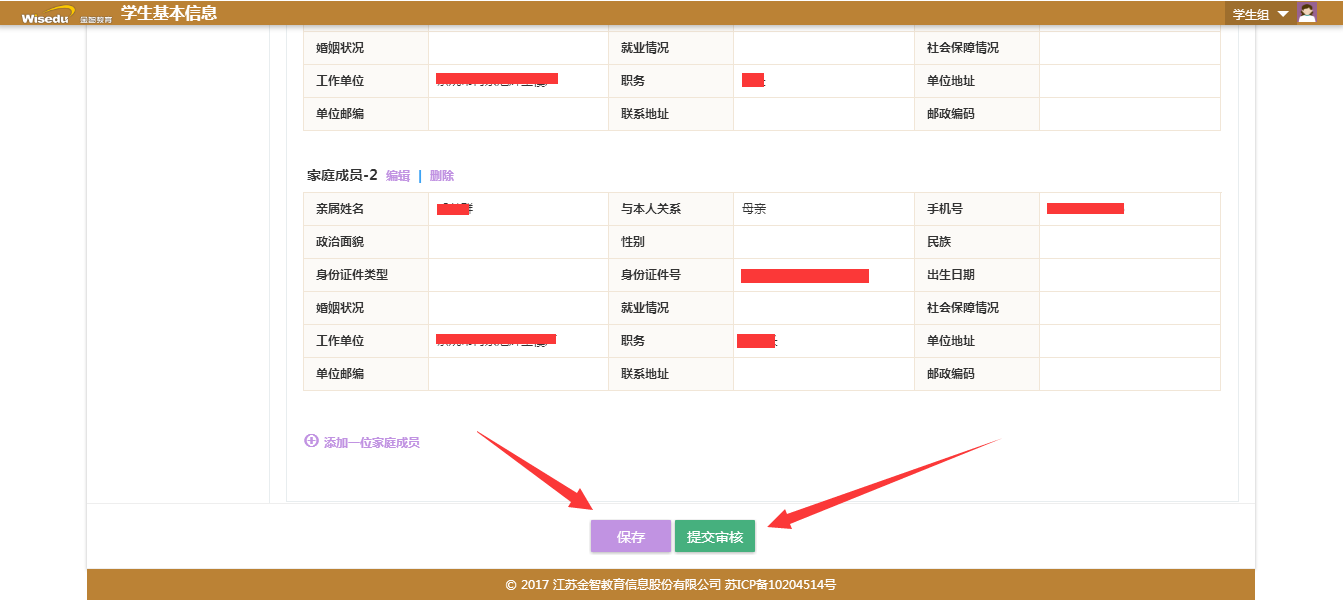 Wisedu 金智教育 学生基本信息 学生组
婚姻状况 就业情况 社会保障情况
工作单位 职务 单位地址
单位邮编 联系地址 邮政编码
家庭成员-2 编辑 | 删除
亲属姓名 与本人关系 母亲 手机号
政治面貌 性别 民族
身份证件类型 身份证件号 出生日期
婚姻状况 就业情况 社会保障情况
工作单位 职务 单位地址
单位邮编 联系地址 邮政编码
添加一位家庭成员
保存 提交审核
© 2017 江苏金智教育信息股份有限公司 苏ICP备10204514号